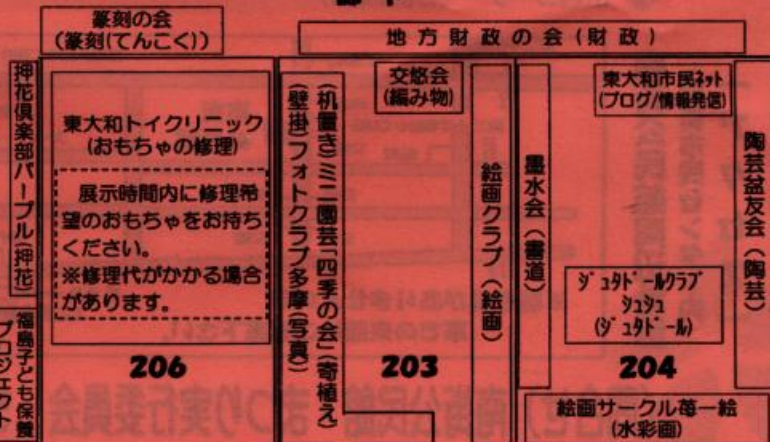 篆刻の会
(篆刻(てんこく))
地方財政の会(財政)
押花倶楽部パープル(押花)
福島子ども保養
プロジェクト
東大和トイクリニック
(おもちゃの修理)
展示時間内に修理希
望のおもちゃをお持ち
ください。
※修理代がかかる場合
があります。
206
(机置き)ミニ園芸「四季の会」(寄植え)
(壁掛)フォトクラブ多摩(写真)
交悠会
(編み物)
203
絵画クラブ(絵画)
墨水会(書道)
東大和市民ネット
(ブログ/情報発信)
ジュタドールクラブ
シュシュ
(ジュタドール)
204
陶芸盆友会(陶芸)
絵画サークル苺一絵
(水彩画)